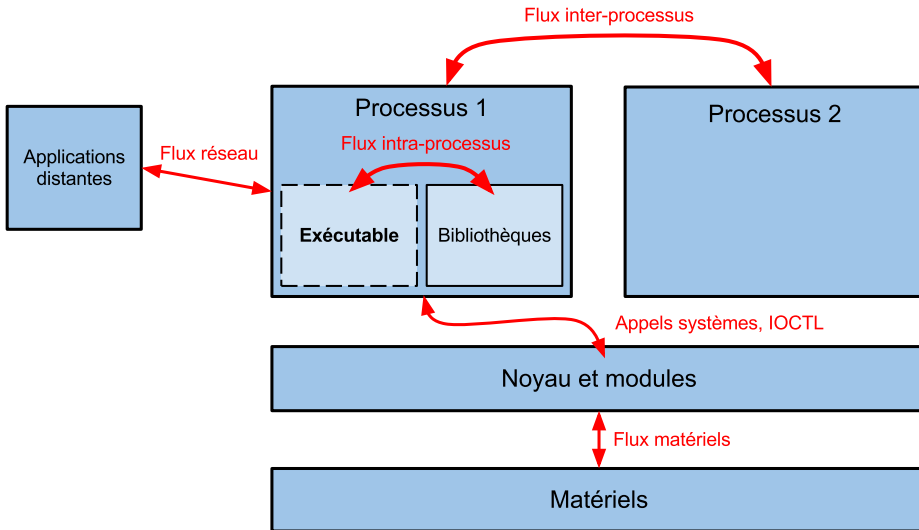 Flux inter-processus
Processus 1
Processus 2
Flux intra-processus
Flux réseau
Applications
distantes
Exécutable
Bibliothèques
Appels systèmes, IOCTL
Noyau et modules
Flux matériels
Matériels